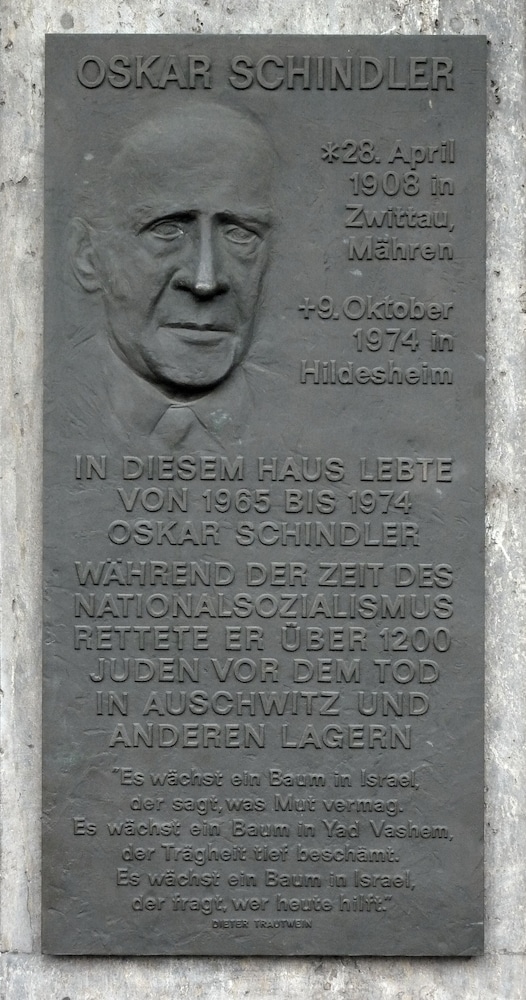 OSKAR SCHINDLER
*28. April
1908 in
Zwittau,
Mähren
+9. Oktober
1974 in
Hildesheim
IN DIESEM HAUS LEBTE
VON 1965 BIS 1974
OSKAR SCHINDLER
WÄHREND DER ZEIT DES
NATIONALSOZIALISMUS
RETTETE ER ÜBER 1200
JUDEN VOR DEM TOD
IN AUSCHWITZ UND
ANDEREN LAGERN
"Es wächst ein Baum in Israel,
der sagt, was Mut vermag.
Es wächst ein Baum in Yad Vashem,
der Trägheit tief beschämt.
Es wächst ein Baum in Israel,
der fragt, wer heute hilft."
DIETER TRAUTWEIN